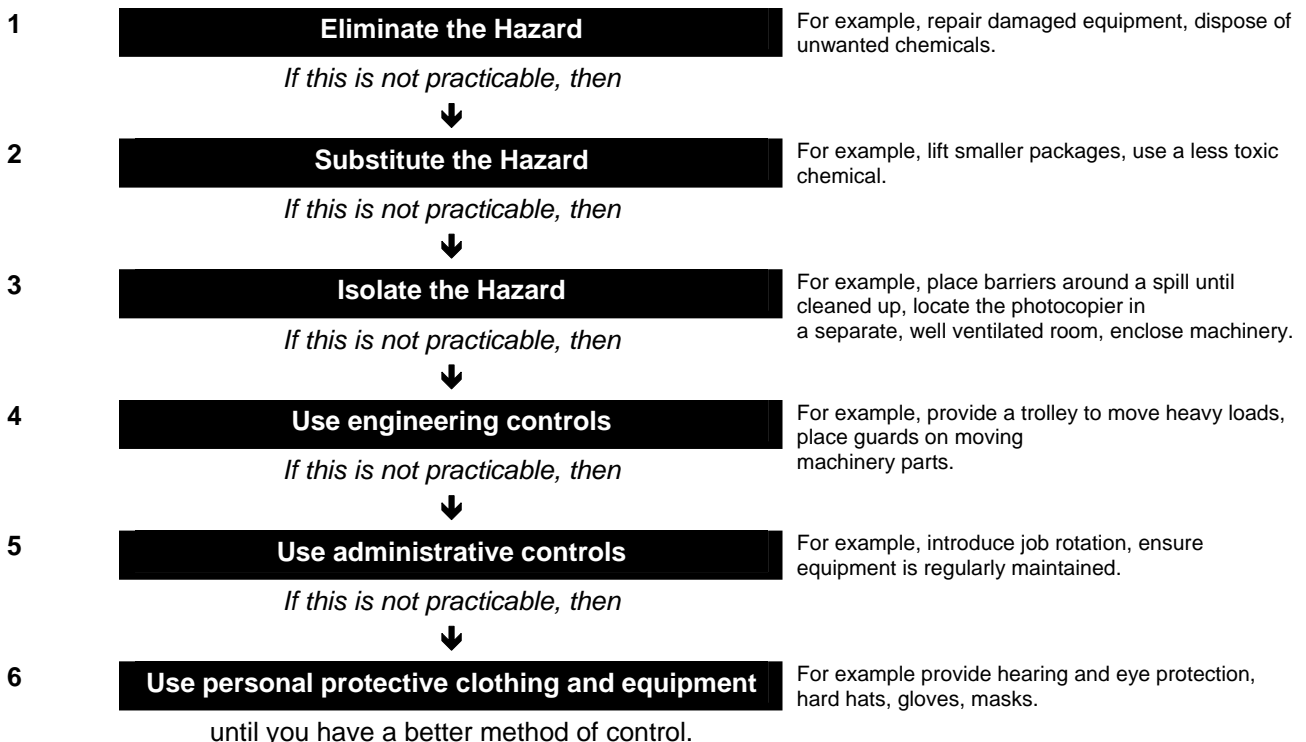 1
Eliminate the Hazard
For example, repair damaged equipment, dispose of
unwanted chemicals.
If this is not practicable, then
2
Substitute the Hazard
For example, lift smaller packages, use a less toxic
chemical.
If this is not practicable, then
3
Isolate the Hazard
For example, place barriers around a spill until
cleaned up, locate the photocopier in
a separate, well ventilated room, enclose machinery.
If this is not practicable, then
4
Use engineering controls
For example, provide a trolley to move heavy loads,
place guards on moving
machinery parts.
If this is not practicable, then
5
Use administrative controls
For example, introduce job rotation, ensure
equipment is regularly maintained.
If this is not practicable, then
6
Use personal protective clothing and equipment
For example provide hearing and eye protection,
hard hats, gloves, masks.
until you have a better method of control.